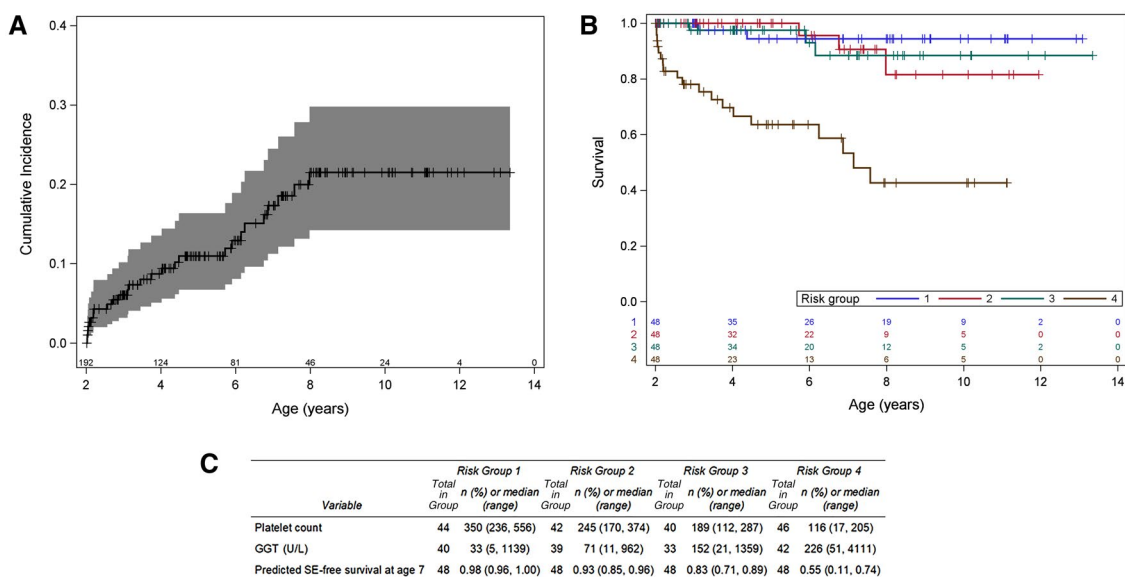 A
Cumulative Incidence
0.4
0.3
0.2
0.1
0.0
192 124 81 46 24 4 0
2 4 6 8 10 12 14
Age (years)
B
Survival
1.0
0.8
0.6
0.4
0.2
0.0
Risk group 1 2 3 4
1 48 35 26 19 9 2 0
2 48 32 22 9 5 0 0
3 48 34 20 12 5 2 0
4 48 23 13 6 5 0 0
2 4 6 8 10 12 14
Age (years)
C
Risk Group 1 Risk Group 2 Risk Group 3 Risk Group 4
Variable Total in Group n (%) or median (range) Total in Group n (%) or median (range) Total in Group n (%) or median (range) Total in Group n (%) or median (range)
Platelet count 44 350 (236, 556) 42 245 (170, 374) 40 189 (112, 287) 46 116 (17, 205)
GGT (U/L) 40 33 (5, 1139) 39 71 (11, 962) 33 152 (21, 1359) 42 226 (51, 4111)
Predicted SE-free survival at age 7 48 0.98 (0.96, 1.00) 48 0.93 (0.85, 0.96) 48 0.83 (0.71, 0.89) 48 0.55 (0.11, 0.74)